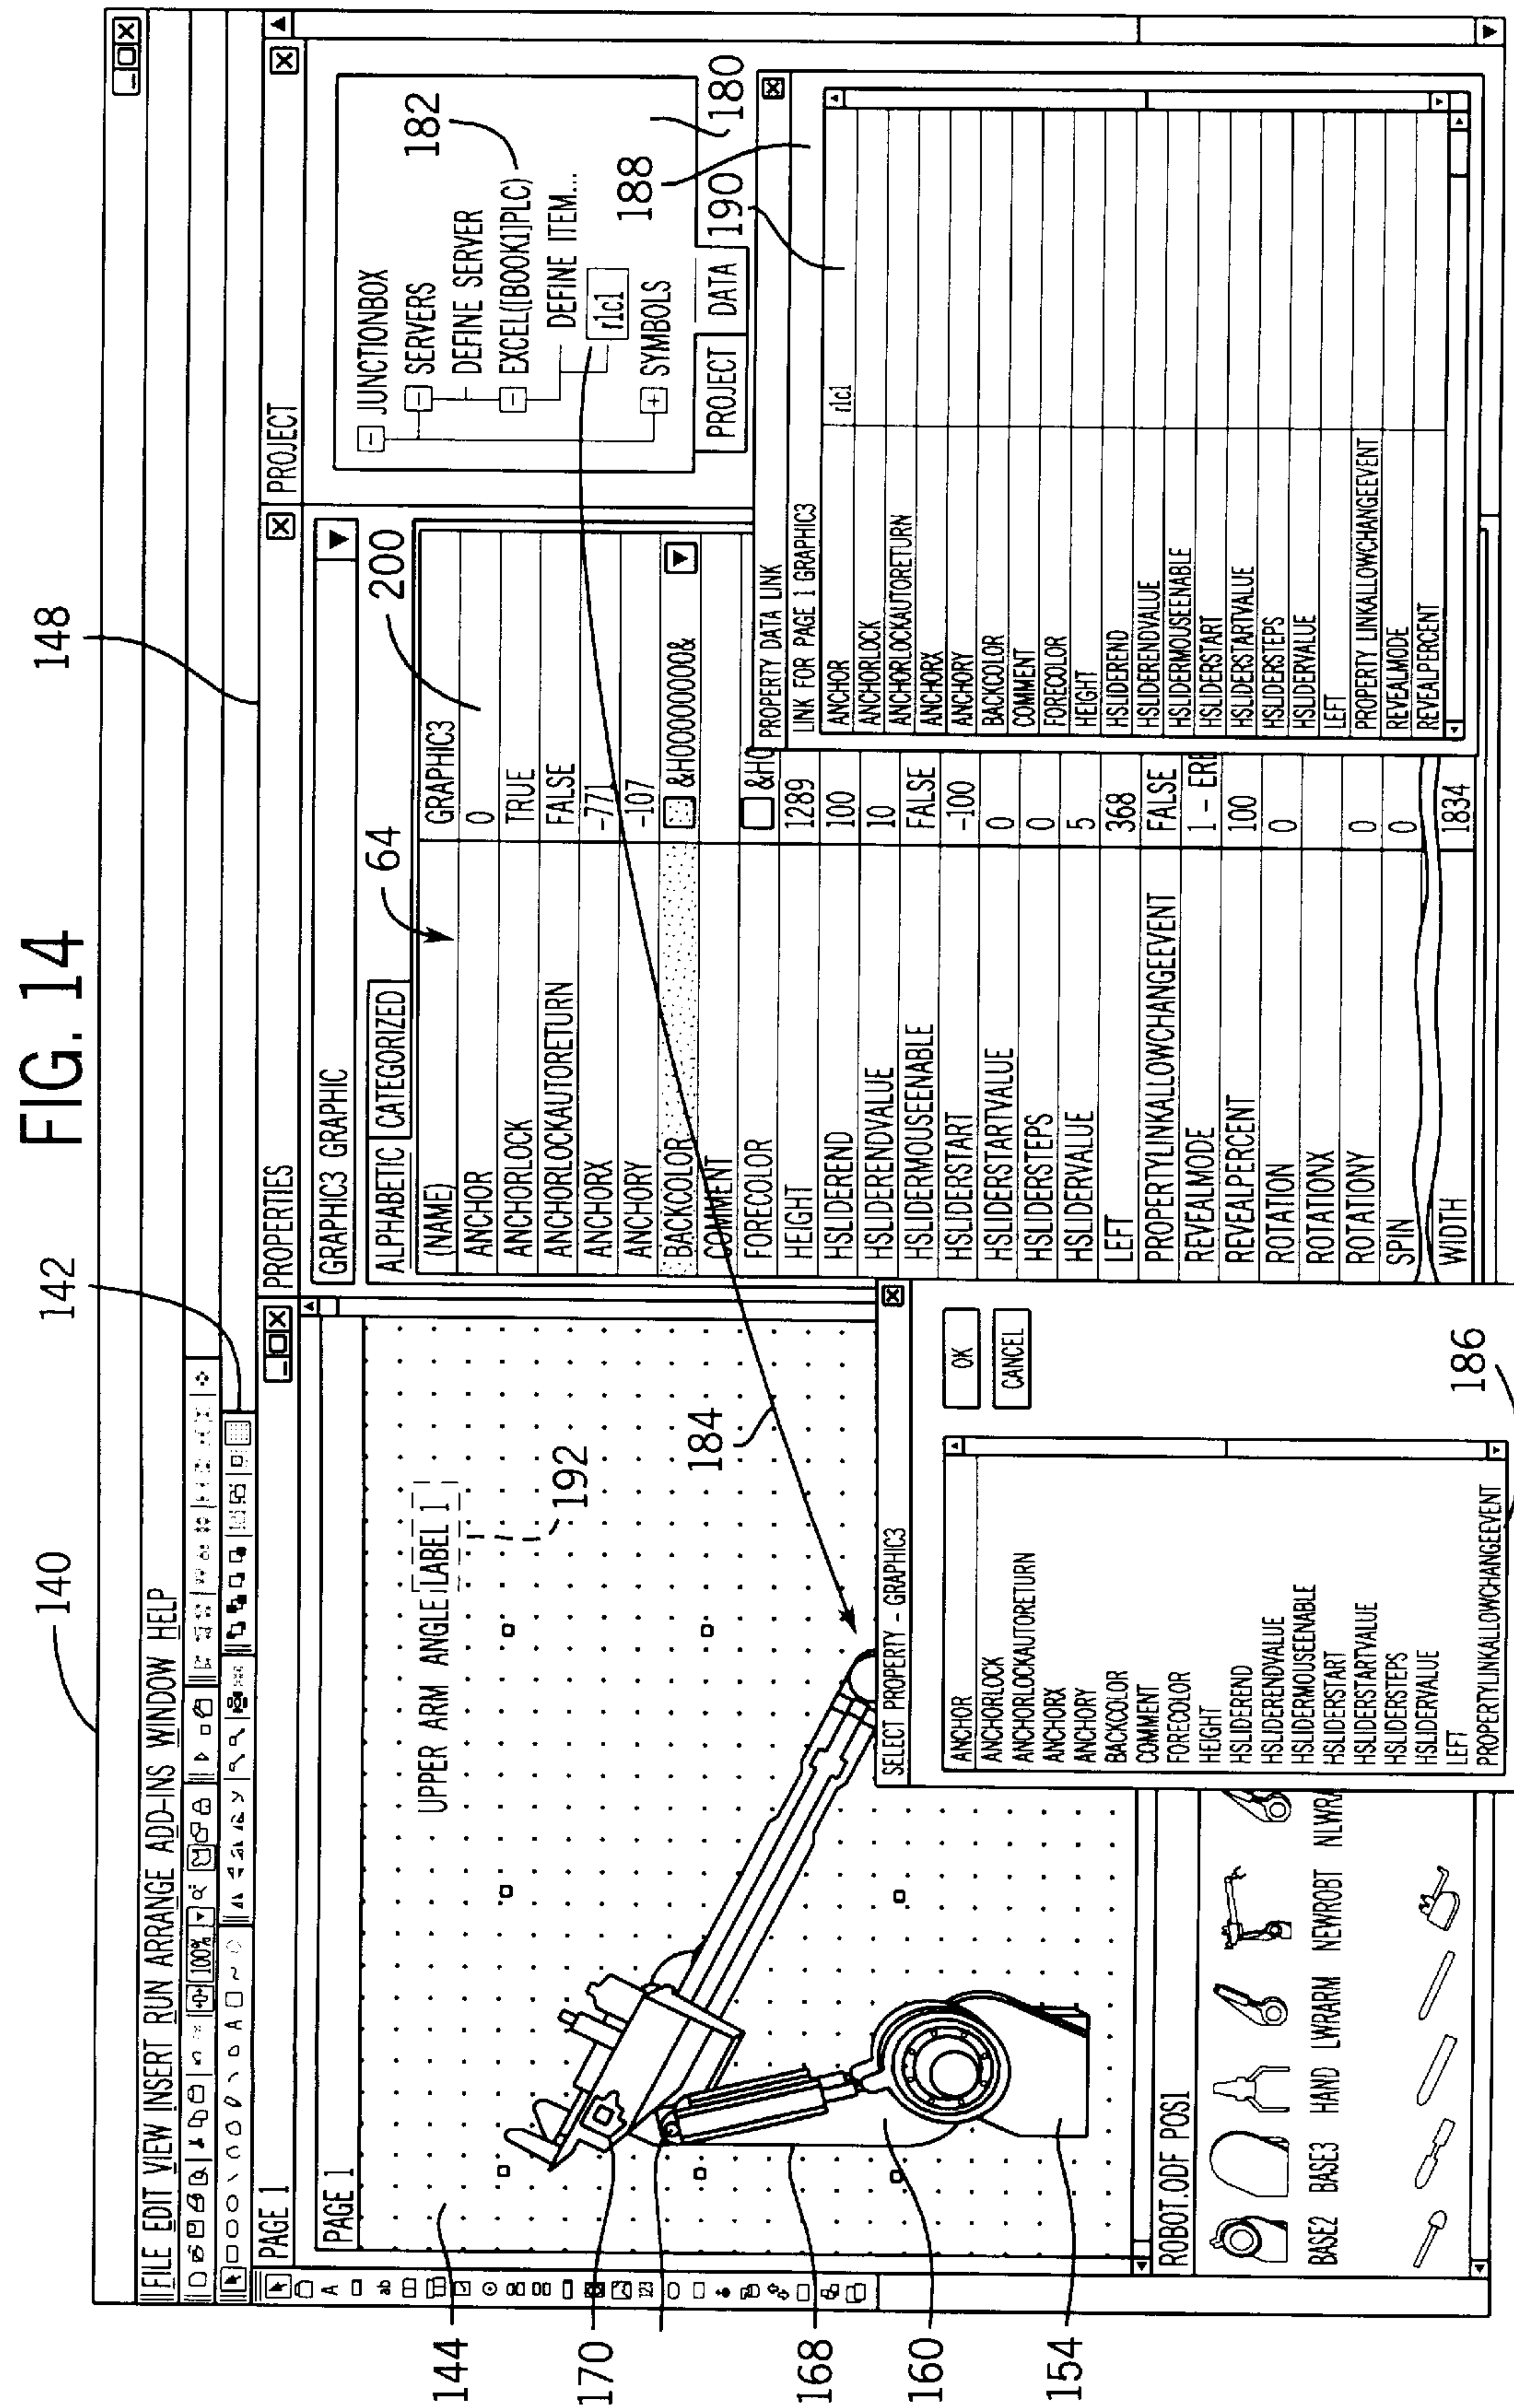 FIG. 14
140
142
148
FILE EDIT VIEW INSERT RUN ARRANGE ADD-INS WINDOW HELP
100%
PAGE 1
PAGE 1
UPPER ARM ANGLE LABEL 1
192
184
144
170
168
160
154
ROBOT.ODF POS1
BASE2 BASE3 HAND LWRARM NEWROBT NLWRA
SELECT PROPERTY - GRAPHIC3
OK
CANCEL
ANCHOR
ANCHORLOCK
ANCHORLOCKAUTORETURN
ANCHORX
ANCHORY
BACKCOLOR
COMMENT
FORECOLOR
HEIGHT
HSLIDEREND
HSLIDERENDVALUE
HSLIDERMOUSEENABLE
HSLIDERSTART
HSLIDERSTARTVALUE
HSLIDERSTEPS
HSLIDERVALUE
LEFT
PROPERTYLINKALLOWCHANGEEVENT
186
PROPERTIES
GRAPHIC3 GRAPHIC
ALPHABETIC CATEGORIZED
64
200
(NAME) GRAPHIC3
ANCHOR 0
ANCHORLOCK TRUE
ANCHORLOCKAUTORETURN FALSE
ANCHORX -771
ANCHORY -107
BACKCOLOR &H00000000&
COMMENT
FORECOLOR &H0
HEIGHT 1289
HSLIDEREND 100
HSLIDERENDVALUE 10
HSLIDERMOUSEENABLE FALSE
HSLIDERSTART -100
HSLIDERSTARTVALUE 0
HSLIDERSTEPS 0
HSLIDERVALUE 5
LEFT 368
PROPERTYLINKALLOWCHANGEEVENT FALSE
REVEALMODE 1 - ERE
REVEALPERCENT 100
ROTATION 0
ROTATIONX
ROTATIONY 0
SPIN 0
WIDTH 1834
PROJECT
JUNCTIONBOX
SERVERS
DEFINE SERVER
EXCEL([BOOK1]PLC)
DEFINE ITEM...
r1c1
SYMBOLS
182
180
PROJECT DATA
188
190
PROPERTY DATA LINK
LINK FOR PAGE 1 GRAPHIC3
ANCHOR r1c1
ANCHORLOCK
ANCHORLOCKAUTORETURN
ANCHORX
ANCHORY
BACKCOLOR
COMMENT
FORECOLOR
HEIGHT
HSLIDEREND
HSLIDERENDVALUE
HSLIDERMOUSEENABLE
HSLIDERSTART
HSLIDERSTARTVALUE
HSLIDERSTEPS
HSLIDERVALUE
LEFT
PROPERTY LINKALLOWCHANGEEVENT
REVEALMODE
REVEALPERCENT